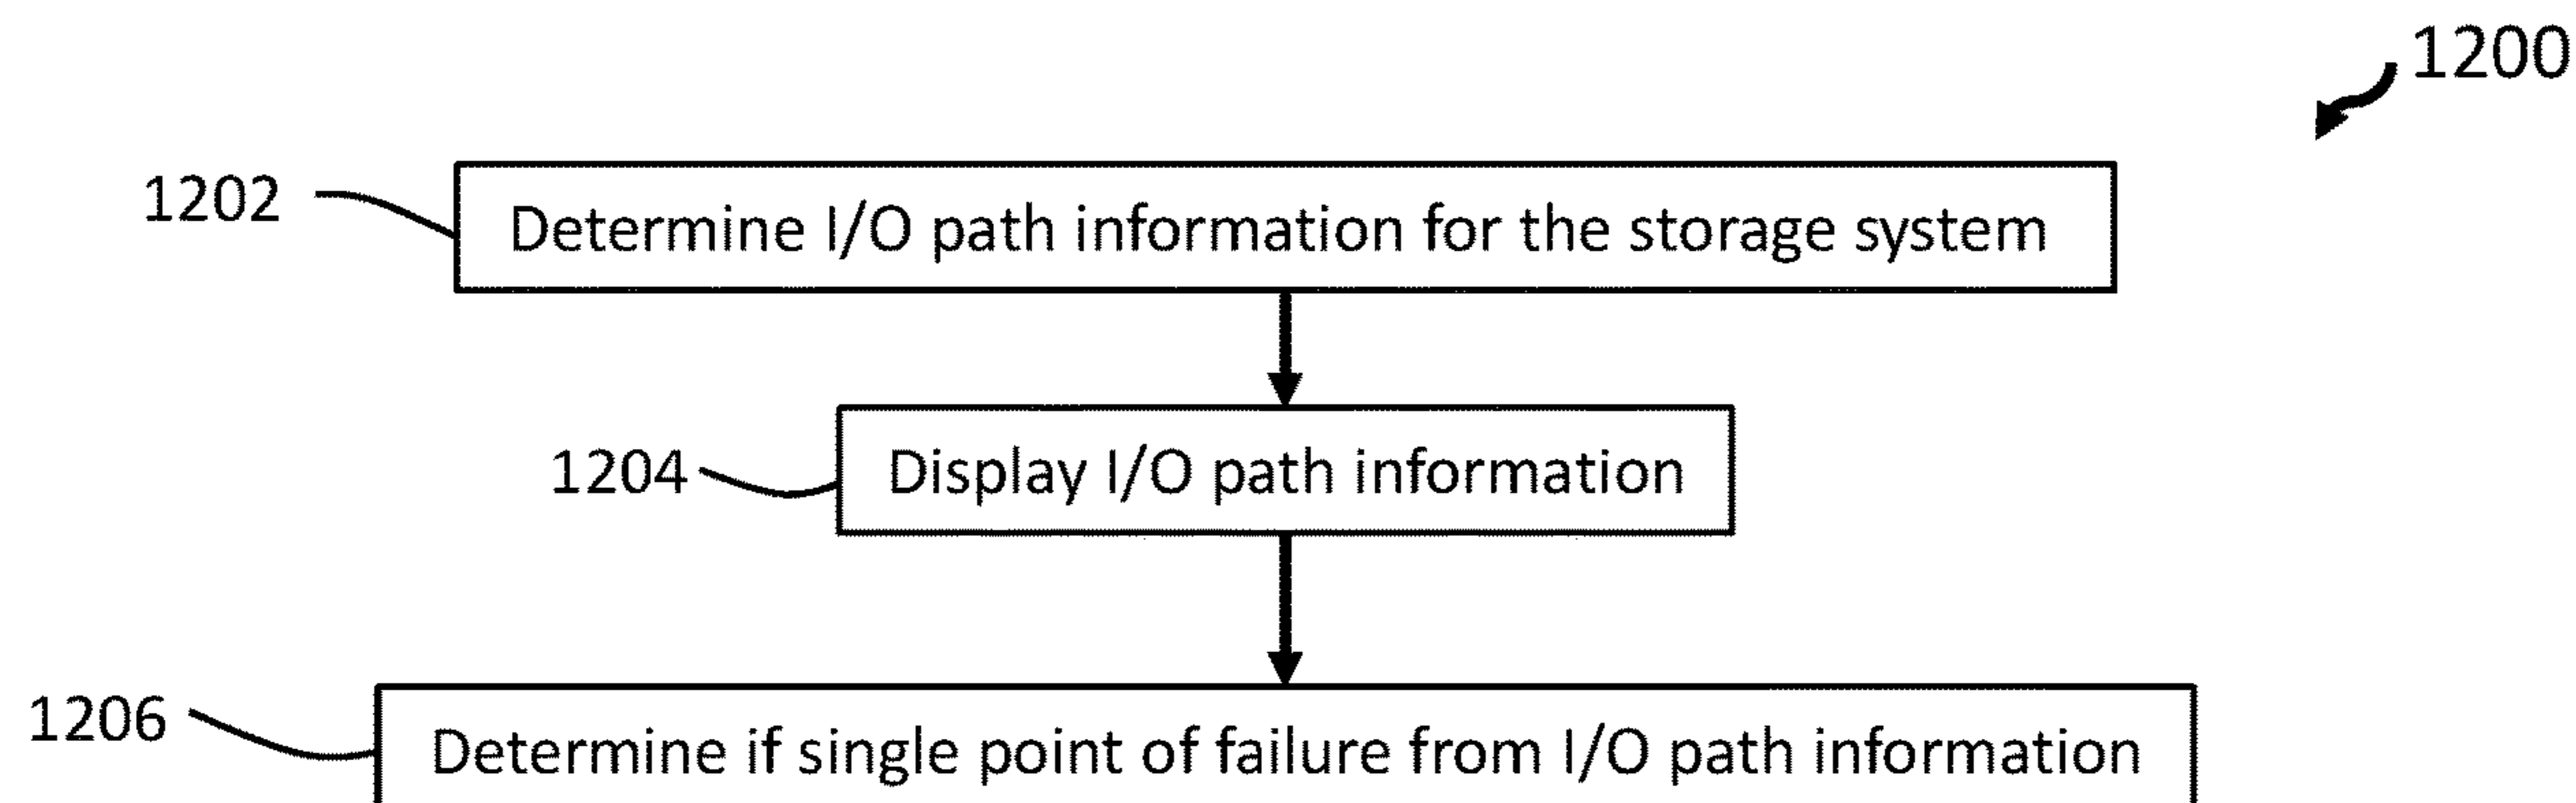 1200
1202
Determine I/O path information for the storage system
1204
Display I/O path information
1206
Determine if single point of failure from I/O path information